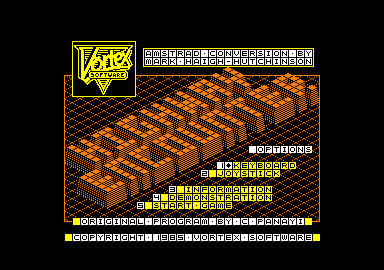 Vortex
SOFTWARE
AMSTRAD CONVERSION BY
MARK HAIGH-HUTCHINSON
OPTIONS
1 KEYBOARD
2 JOYSTICK
3 INFORMATION
4 DEMONSTRATION
5 START GAME
ORIGINAL PROGRAM BY C PANAYI
COPYRIGHT 1985 VORTEX SOFTWARE